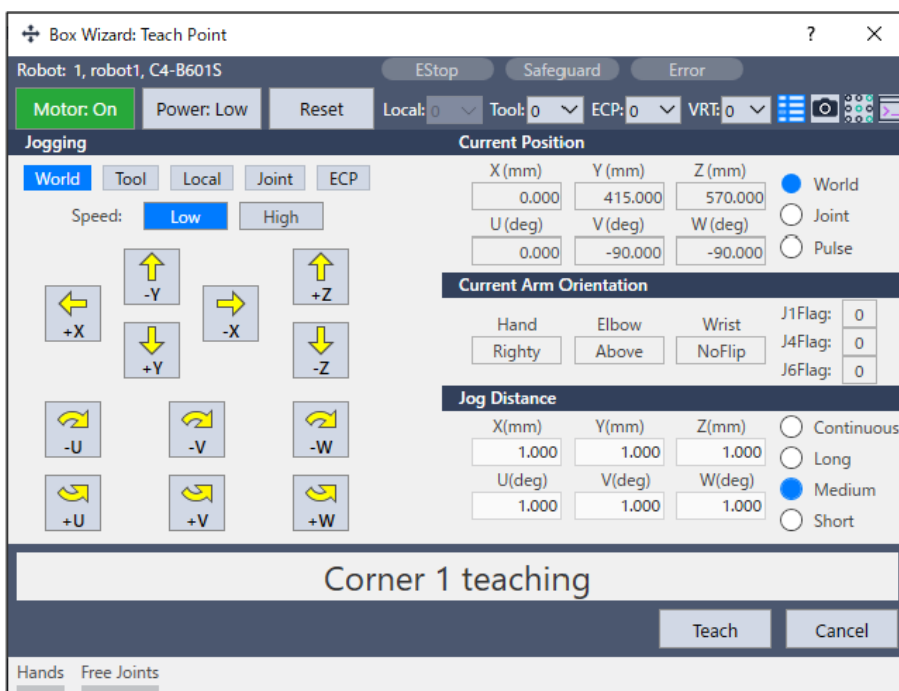 Box Wizard: Teach Point
?
Robot: 1, robot1, C4-B601S
EStop
Safeguard
Error
Motor: On
Power: Low
Reset
Local: 0
Tool: 0
ECP: 0
VRT: 0
Jogging
World
Tool
Local
Joint
ECP
Speed:
Low
High
-Y
+Z
+X
-X
+Y
-Z
-U
-V
-W
+U
+V
+W
Current Position
X (mm) Y (mm) Z (mm)
0.000 415.000 570.000
U (deg) V (deg) W (deg)
0.000 -90.000 -90.000
World
Joint
Pulse
Current Arm Orientation
Hand Elbow Wrist
Righty Above NoFlip
J1Flag: 0
J4Flag: 0
J6Flag: 0
Jog Distance
X(mm) Y(mm) Z(mm)
1.000 1.000 1.000
U(deg) V(deg) W(deg)
1.000 1.000 1.000
Continuous
Long
Medium
Short
Corner 1 teaching
Teach
Cancel
Hands Free Joints